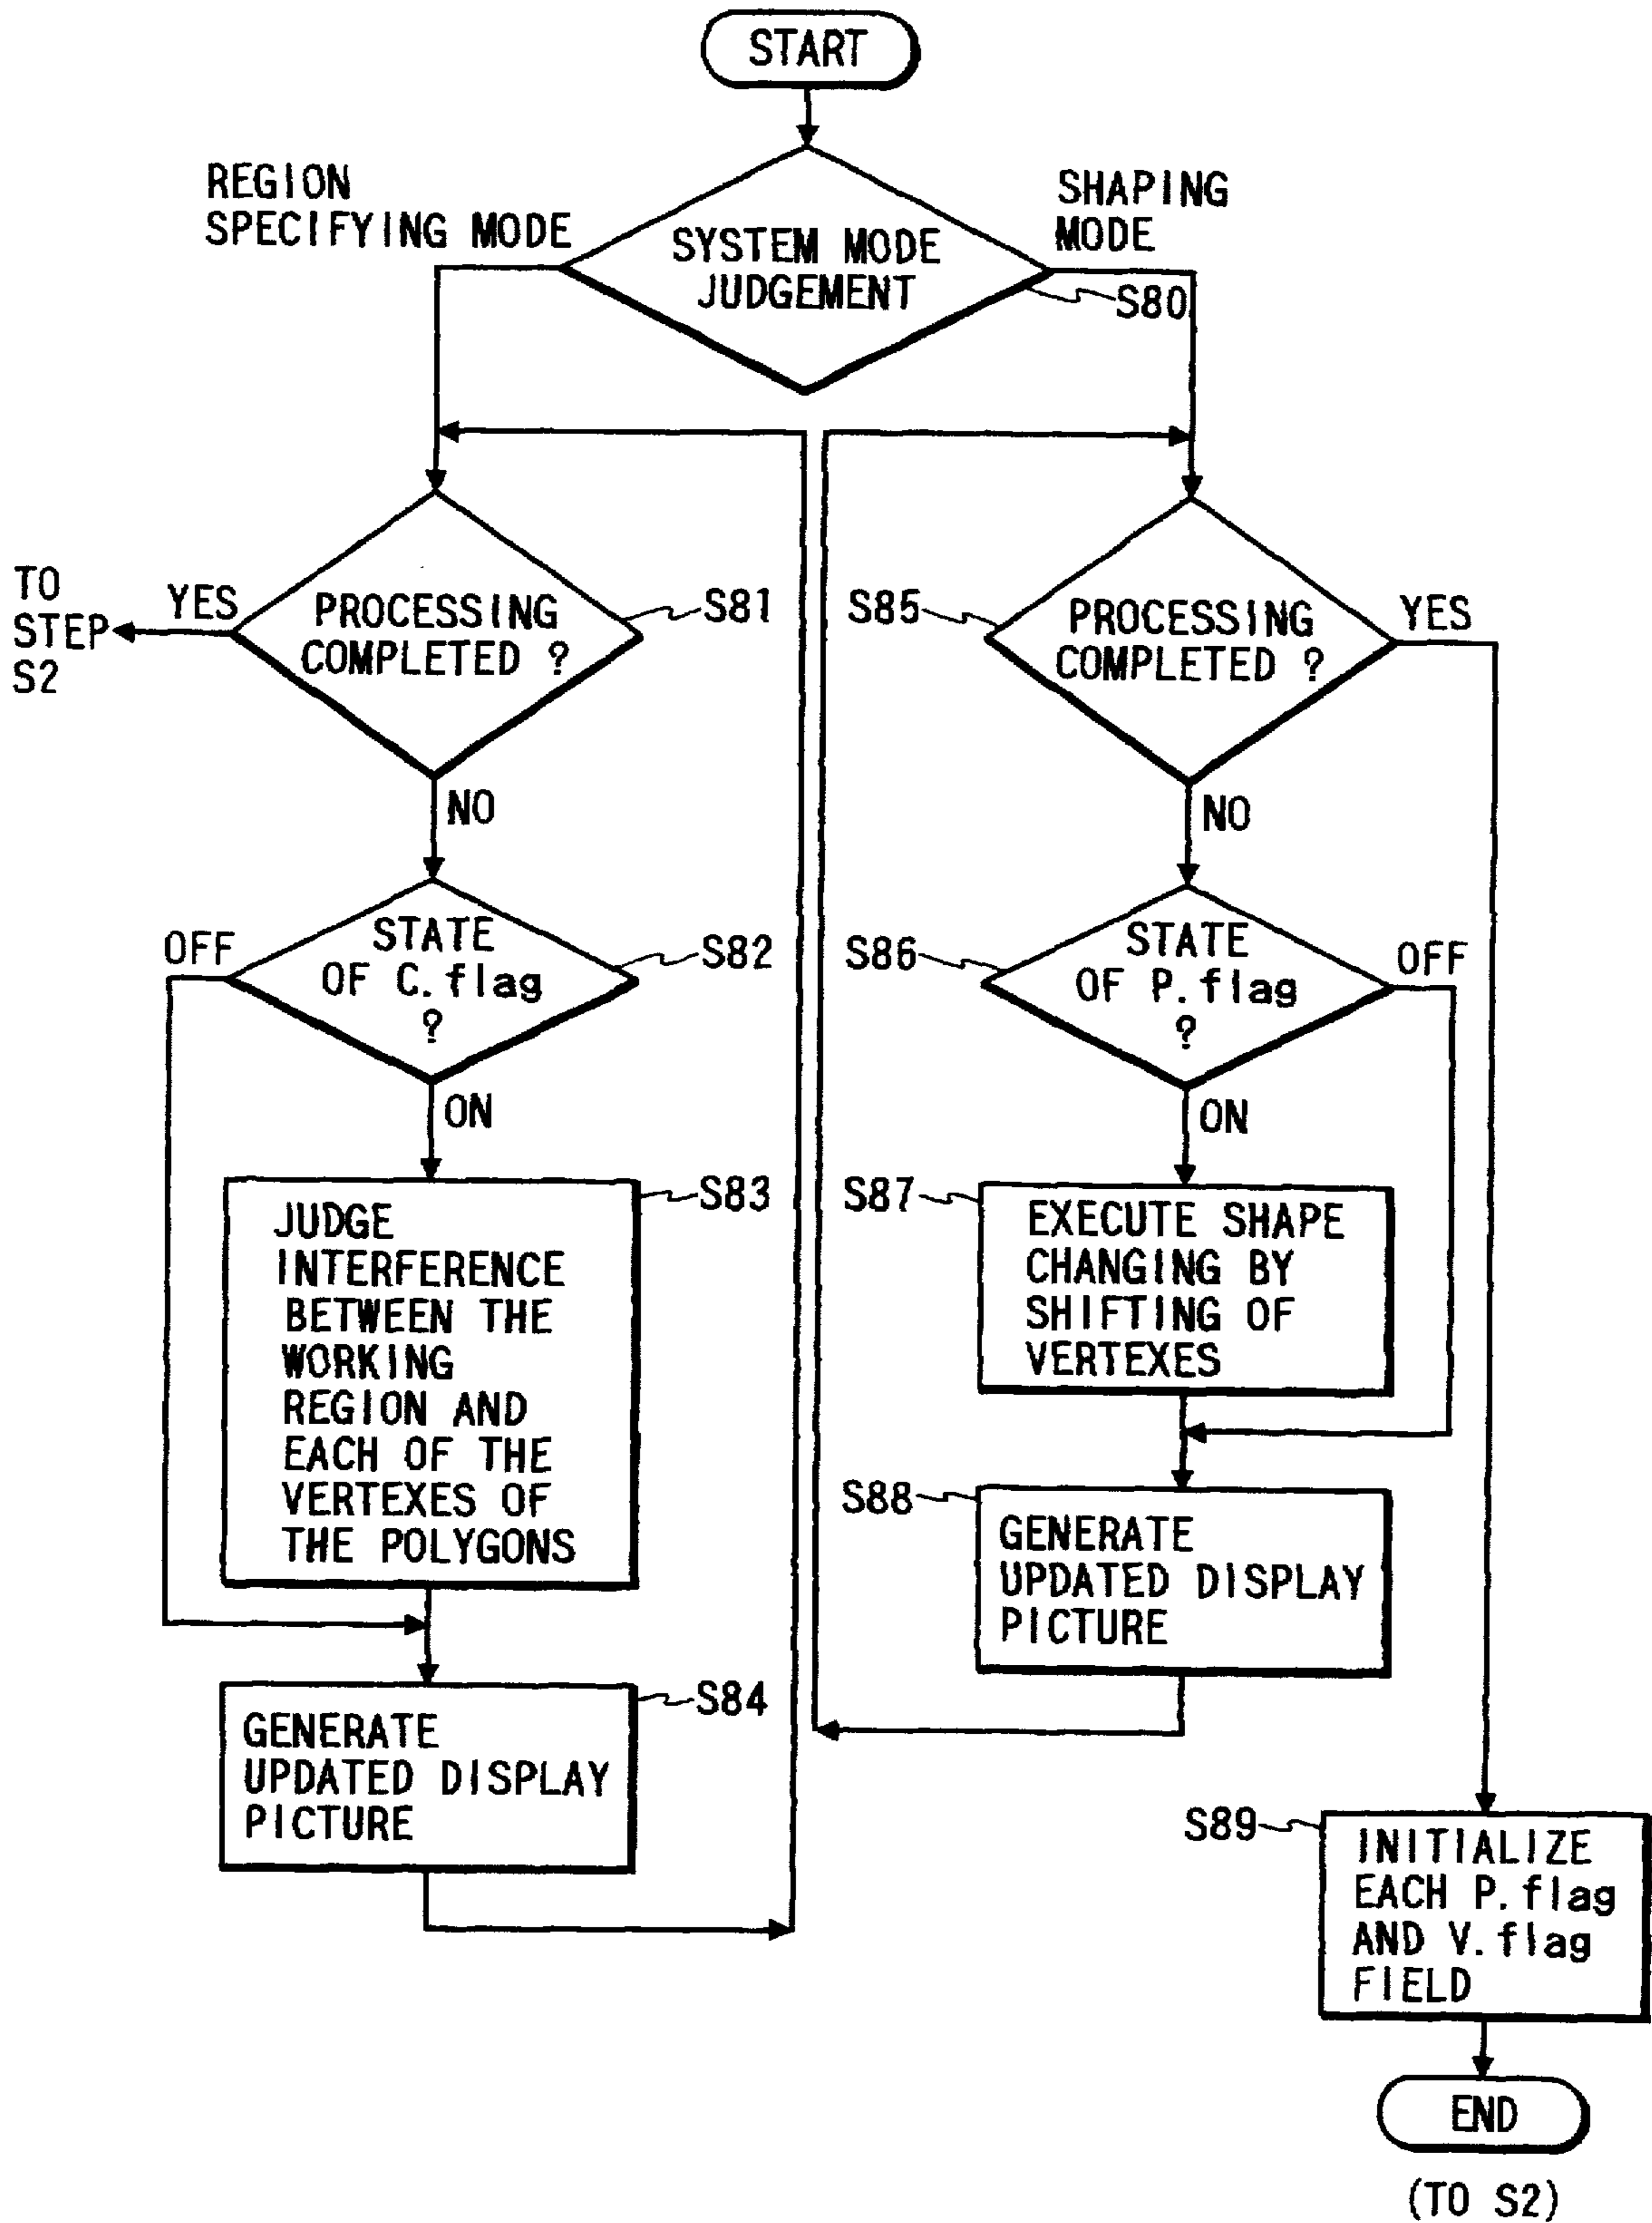 START
REGION
SPECIFYING MODE
SHAPING
MODE
SYSTEM MODE
JUDGEMENT
S80
TO
STEP
S2
YES
PROCESSING
COMPLETED ?
S81
NO
OFF
STATE
OF C.flag
?
S82
ON
S83
JUDGE
INTERFERENCE
BETWEEN THE
WORKING
REGION AND
EACH OF THE
VERTEXES OF
THE POLYGONS
S84
GENERATE
UPDATED DISPLAY
PICTURE
S85
PROCESSING
COMPLETED ?
YES
NO
S86
STATE
OF P.flag
?
OFF
ON
S87
EXECUTE SHAPE
CHANGING BY
SHIFTING OF
VERTEXES
S88
GENERATE
UPDATED DISPLAY
PICTURE
S89
INITIALIZE
EACH P.flag
AND V.flag
FIELD
END
(TO S2)